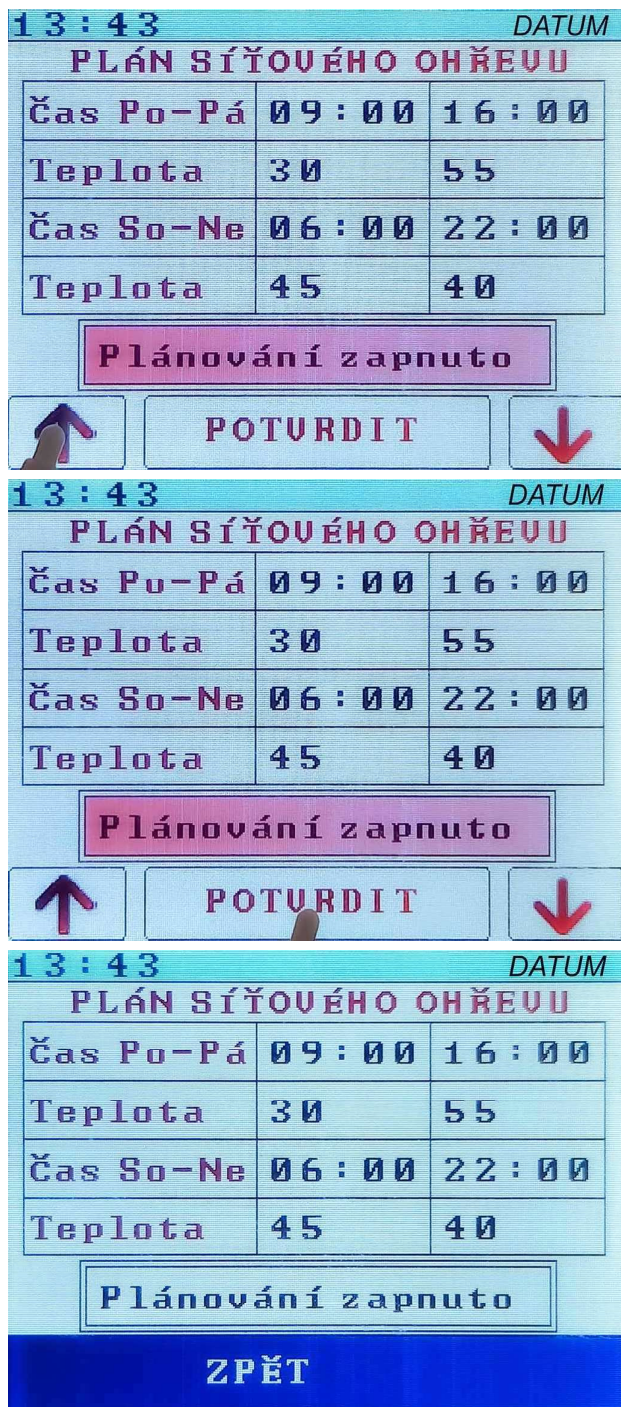 13:43 DATUM
PLÁN SÍŤOVÉHO OHŘEVU
Čas Po-Pá 09:00 16:00
Teplota 30 55
Čas So-Ne 06:00 22:00
Teplota 45 40
Plánování zapnuto
POTVRDIT
13:43 DATUM
PLÁN SÍŤOVÉHO OHŘEVU
Čas Po-Pá 09:00 16:00
Teplota 30 55
Čas So-Ne 06:00 22:00
Teplota 45 40
Plánování zapnuto
POTVRDIT
13:43 DATUM
PLÁN SÍŤOVÉHO OHŘEVU
Čas Po-Pá 09:00 16:00
Teplota 30 55
Čas So-Ne 06:00 22:00
Teplota 45 40
Plánování zapnuto
ZPĚT